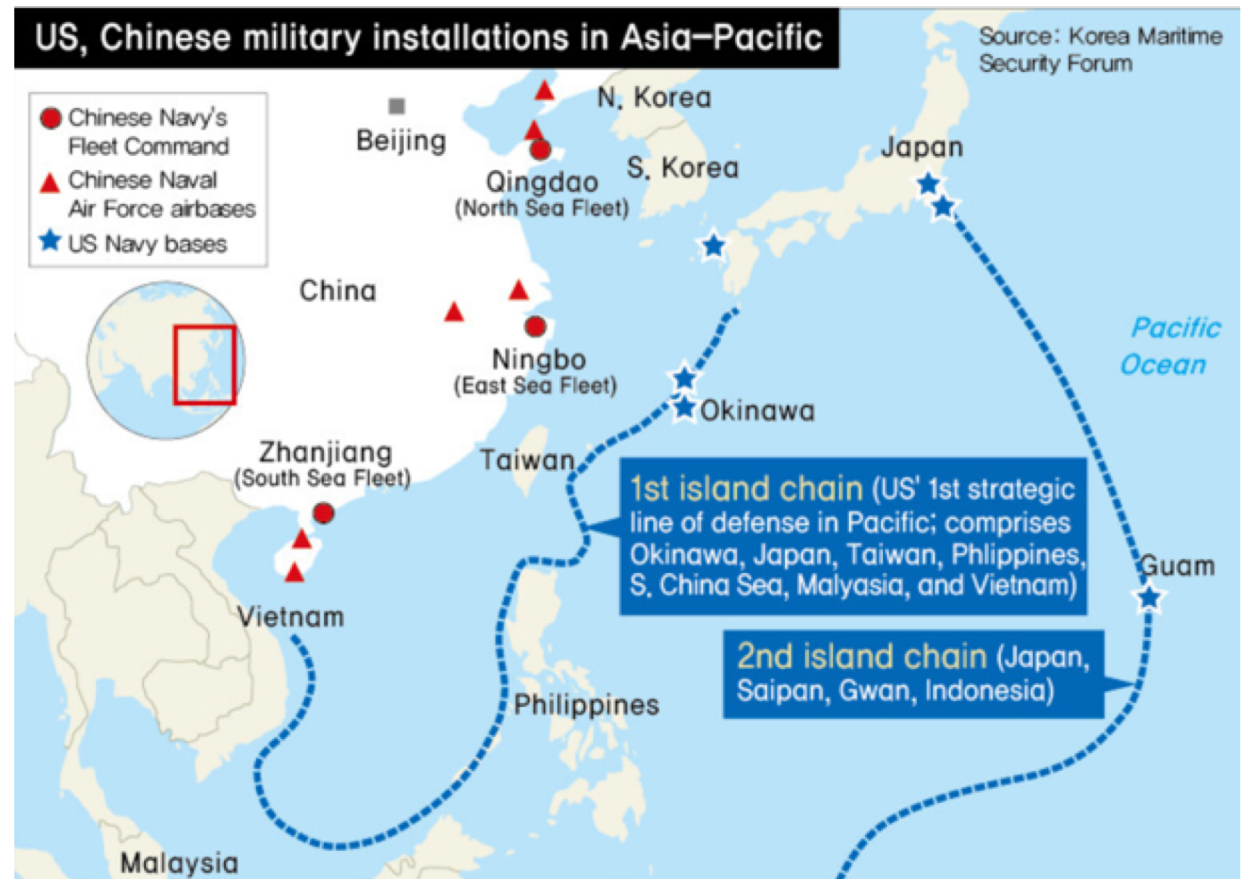 US, Chinese military installations in Asia-Pacific
Source: Korea Maritime
Security Forum
Chinese Navy's
Fleet Command
Chinese Naval
Air Force airbases
US Navy bases
Beijing
N. Korea
S. Korea
Japan
Qingdao
(North Sea Fleet)
China
Ningbo
(East Sea Fleet)
Pacific
Ocean
Okinawa
Zhanjiang
(South Sea Fleet)
Taiwan
1st island chain (US' 1st strategic
line of defense in Pacific; comprises
Okinawa, Japan, Taiwan, Phlippines,
S. China Sea, Malyasia, and Vietnam)
Guam
Vietnam
2nd island chain (Japan,
Saipan, Gwan, Indonesia)
Philippines
Malaysia